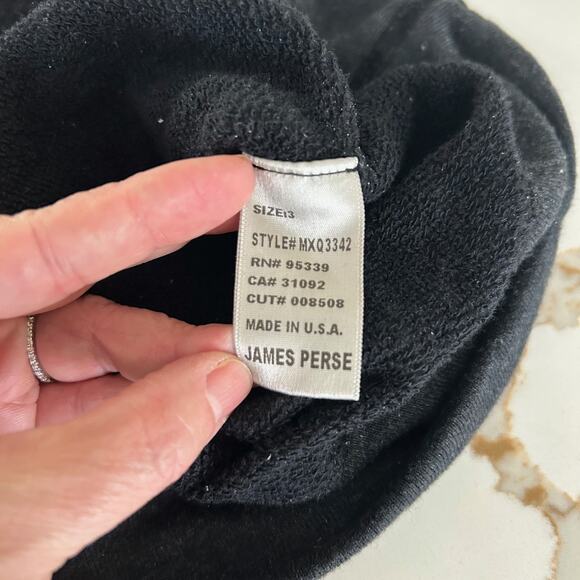 SIZE:3
STYLE# MXQ3342
RN# 95339
CA# 31092
CUT# 008508
MADE IN U.S.A.
JAMES PERSE